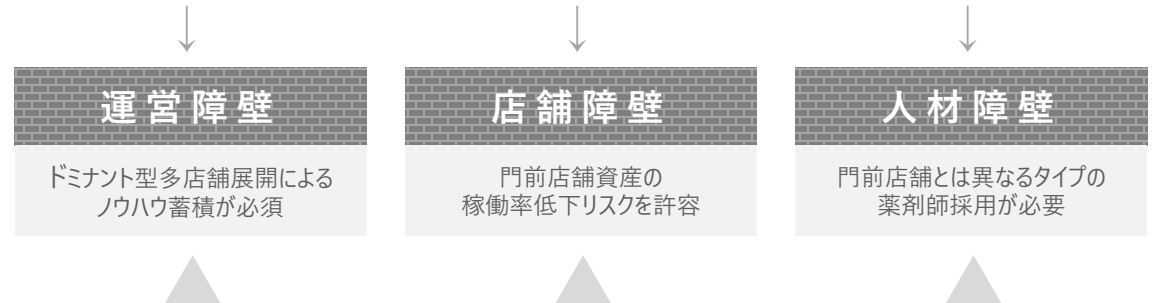 運営障壁
ドミナント型多店舗展開による
ノウハウ蓄積が必須
店舗障壁
門前店舗資産の
稼働率低下リスクを許容
人材障壁
門前店舗とは異なるタイプの
薬剤師採用が必要